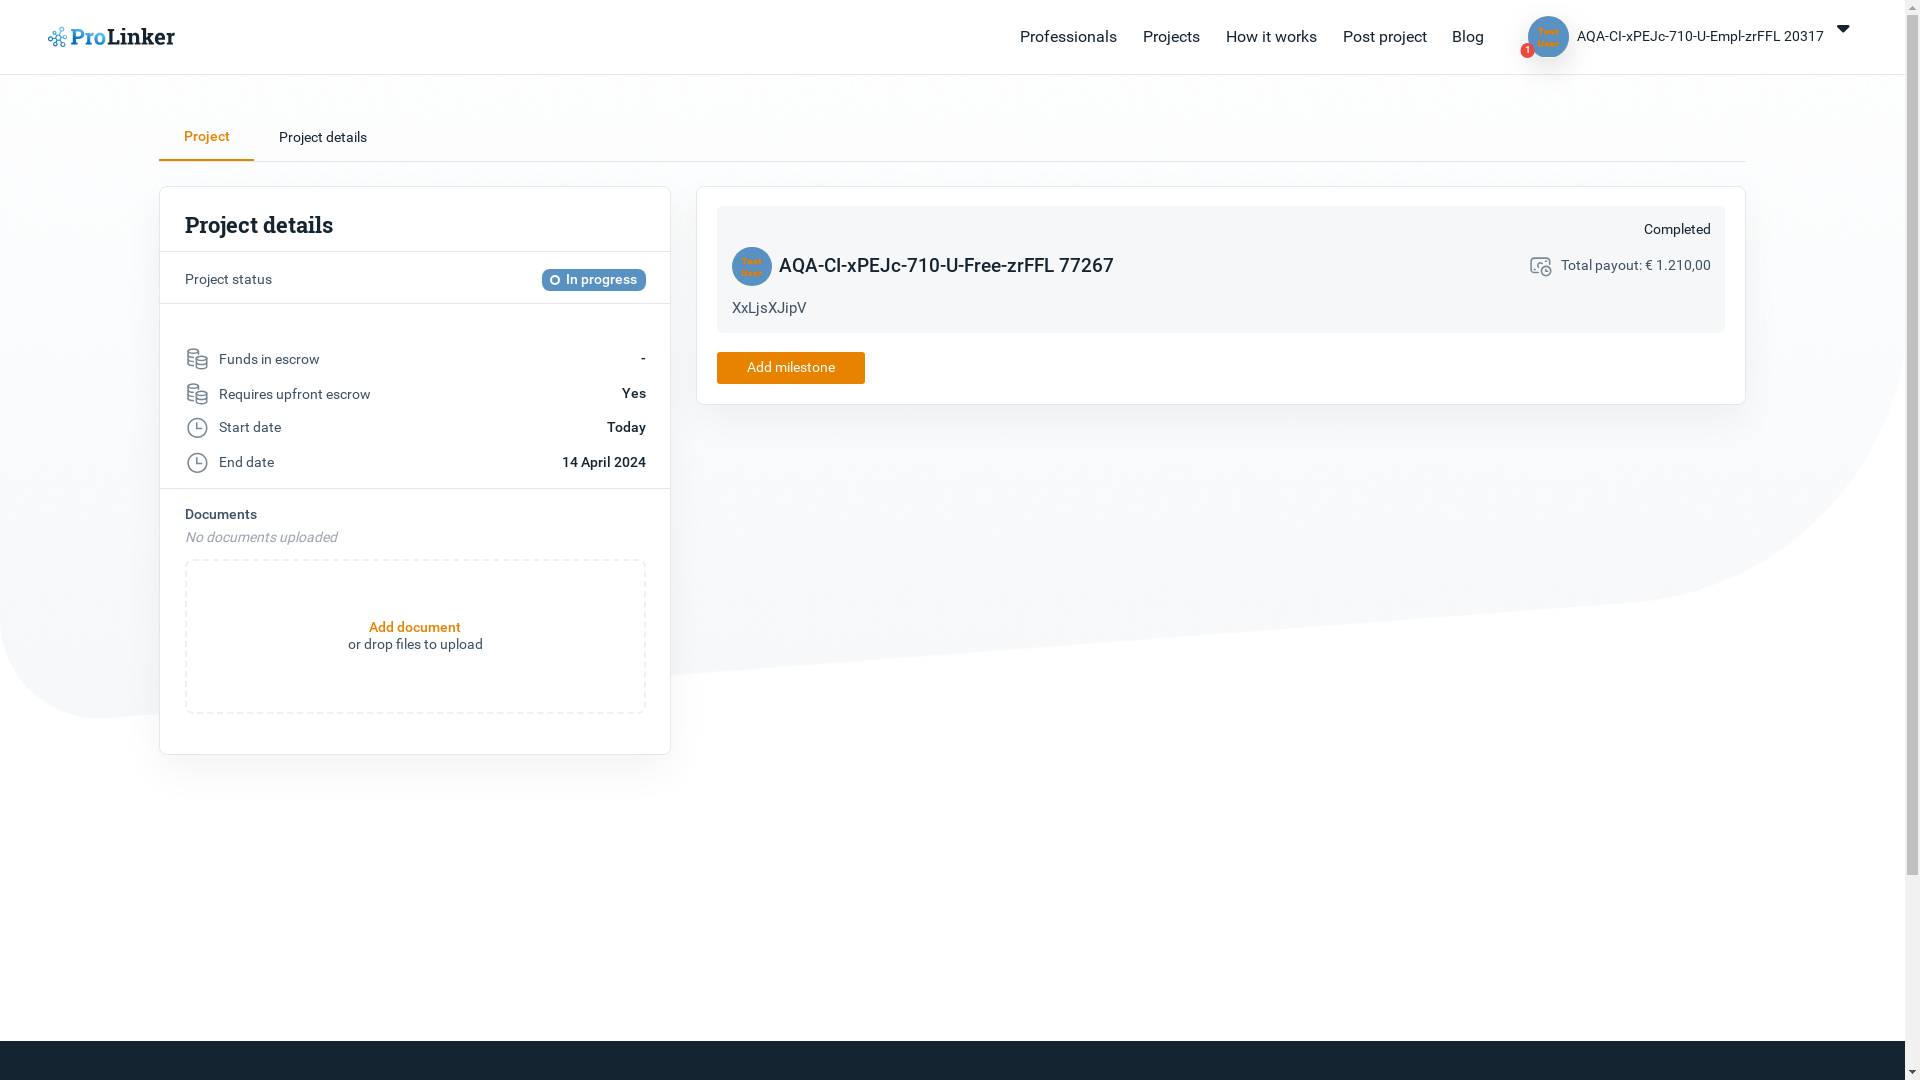 ProLinker
Professionals
Projects
How it works
Post project
Blog
Test
User
1
AQA-CI-xPEJc-710-U-Empl-zrFFL 20317
Project
Project details
Project details
Project status
In progress
Funds in escrow
-
Requires upfront escrow
Yes
Start date
Today
End date
14 April 2024
Documents
No documents uploaded
Add document
or drop files to upload
Completed
Test
User
AQA-CI-xPEJc-710-U-Free-zrFFL 77267
Total payout: € 1.210,00
XxLjsXJipV
Add milestone